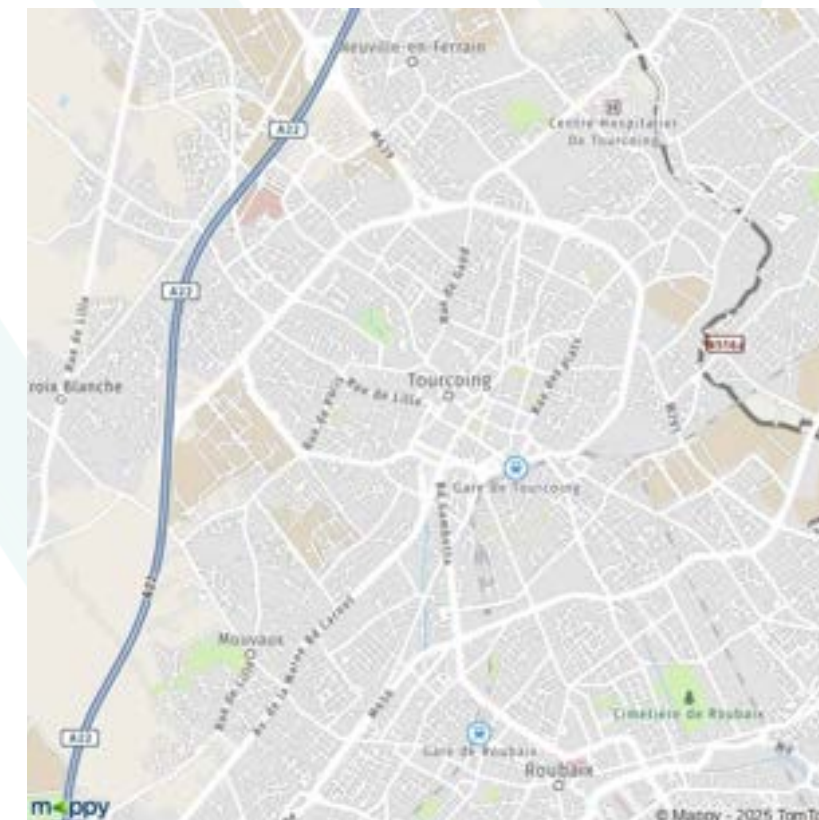 Neuville-en-Ferrain
A22
M639
Centre Hospitalier
De Tourcoing
Rue de Gand
A22
Rue de Lille
Croix Blanche
Tourcoing
Rue des Piats
Rue de Lille
Rue de Paris
Gare de Tourcoing
Bd Gambetta
A22
Mouvaux
Rue de Lille
Av. de la Marne
Bd Carnot
M656
Cimetière de Roubaix
A22
Gare de Roubaix
Roubaix
mappy
© Mappy - 2025 TomTo